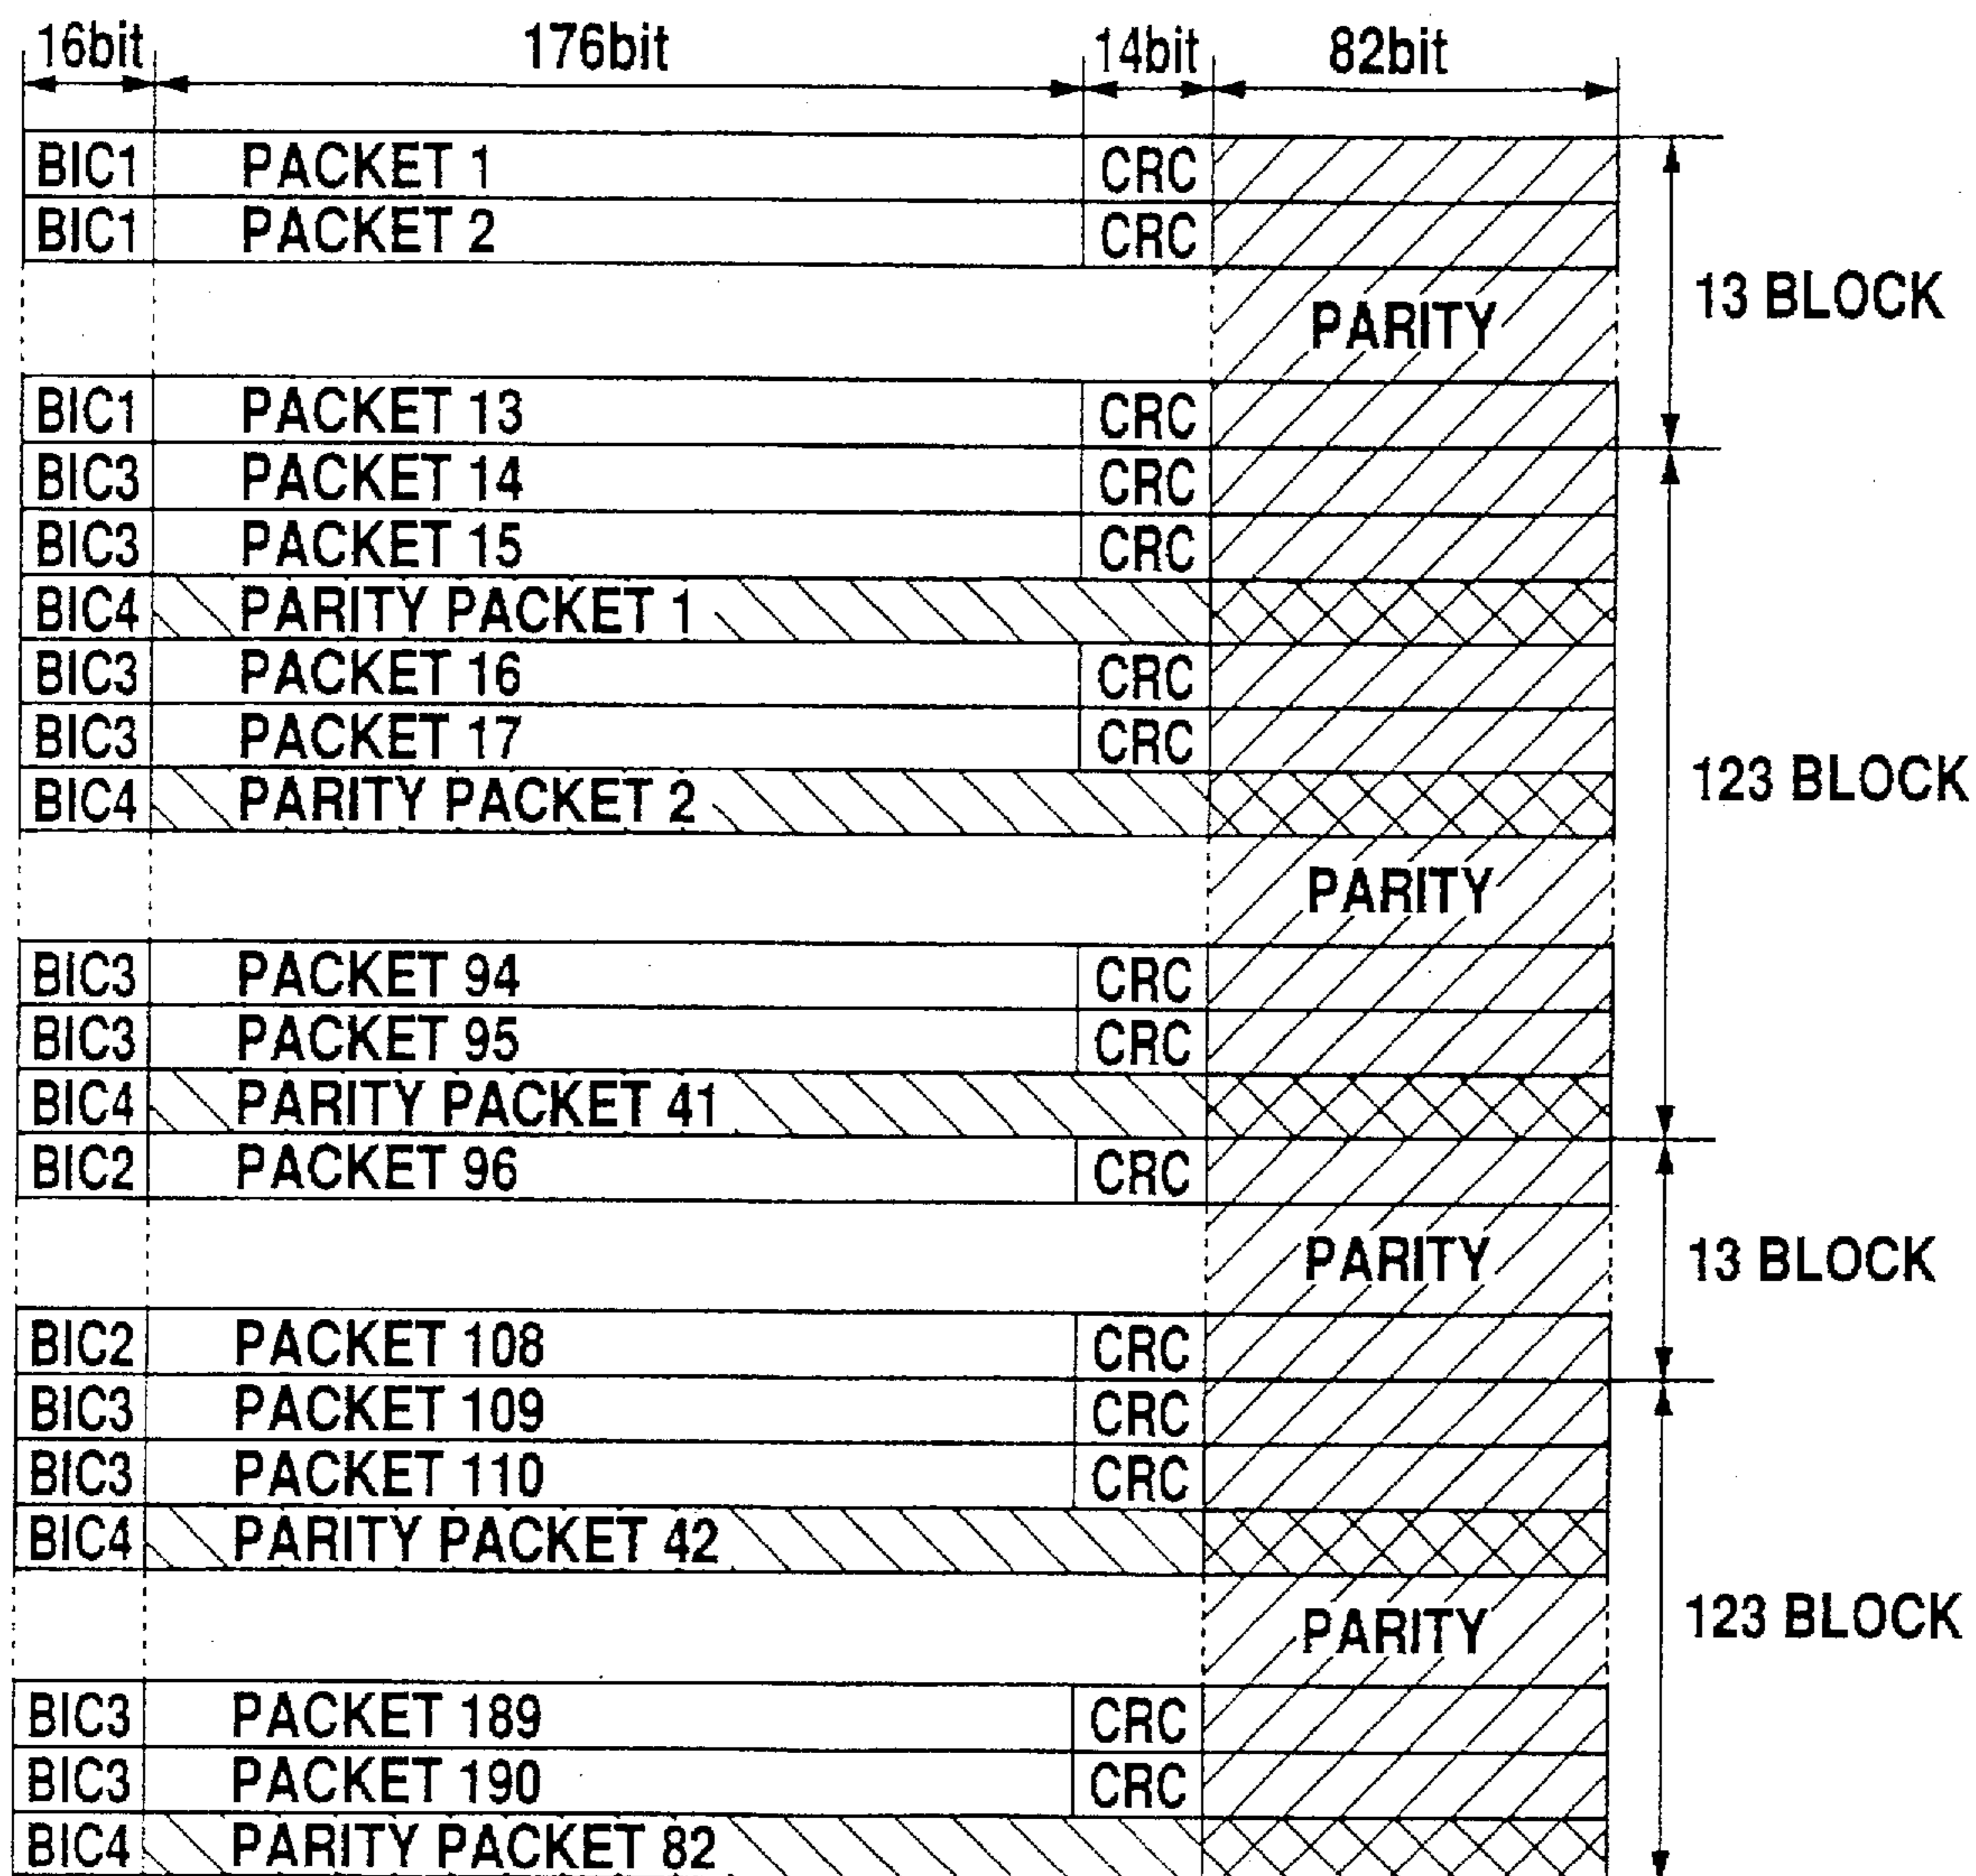 16bit 176bit 14bit 82bit
BIC1 PACKET 1 CRC
BIC1 PACKET 2 CRC
PARITY 13 BLOCK
BIC1 PACKET 13 CRC
BIC3 PACKET 14 CRC
BIC3 PACKET 15 CRC
BIC4 PARITY PACKET 1
BIC3 PACKET 16 CRC
BIC3 PACKET 17 CRC
BIC4 PARITY PACKET 2 123 BLOCK
PARITY
BIC3 PACKET 94 CRC
BIC3 PACKET 95 CRC
BIC4 PARITY PACKET 41
BIC2 PACKET 96 CRC
PARITY 13 BLOCK
BIC2 PACKET 108 CRC
BIC3 PACKET 109 CRC
BIC3 PACKET 110 CRC
BIC4 PARITY PACKET 42
PARITY 123 BLOCK
BIC3 PACKET 189 CRC
BIC3 PACKET 190 CRC
BIC4 PARITY PACKET 82